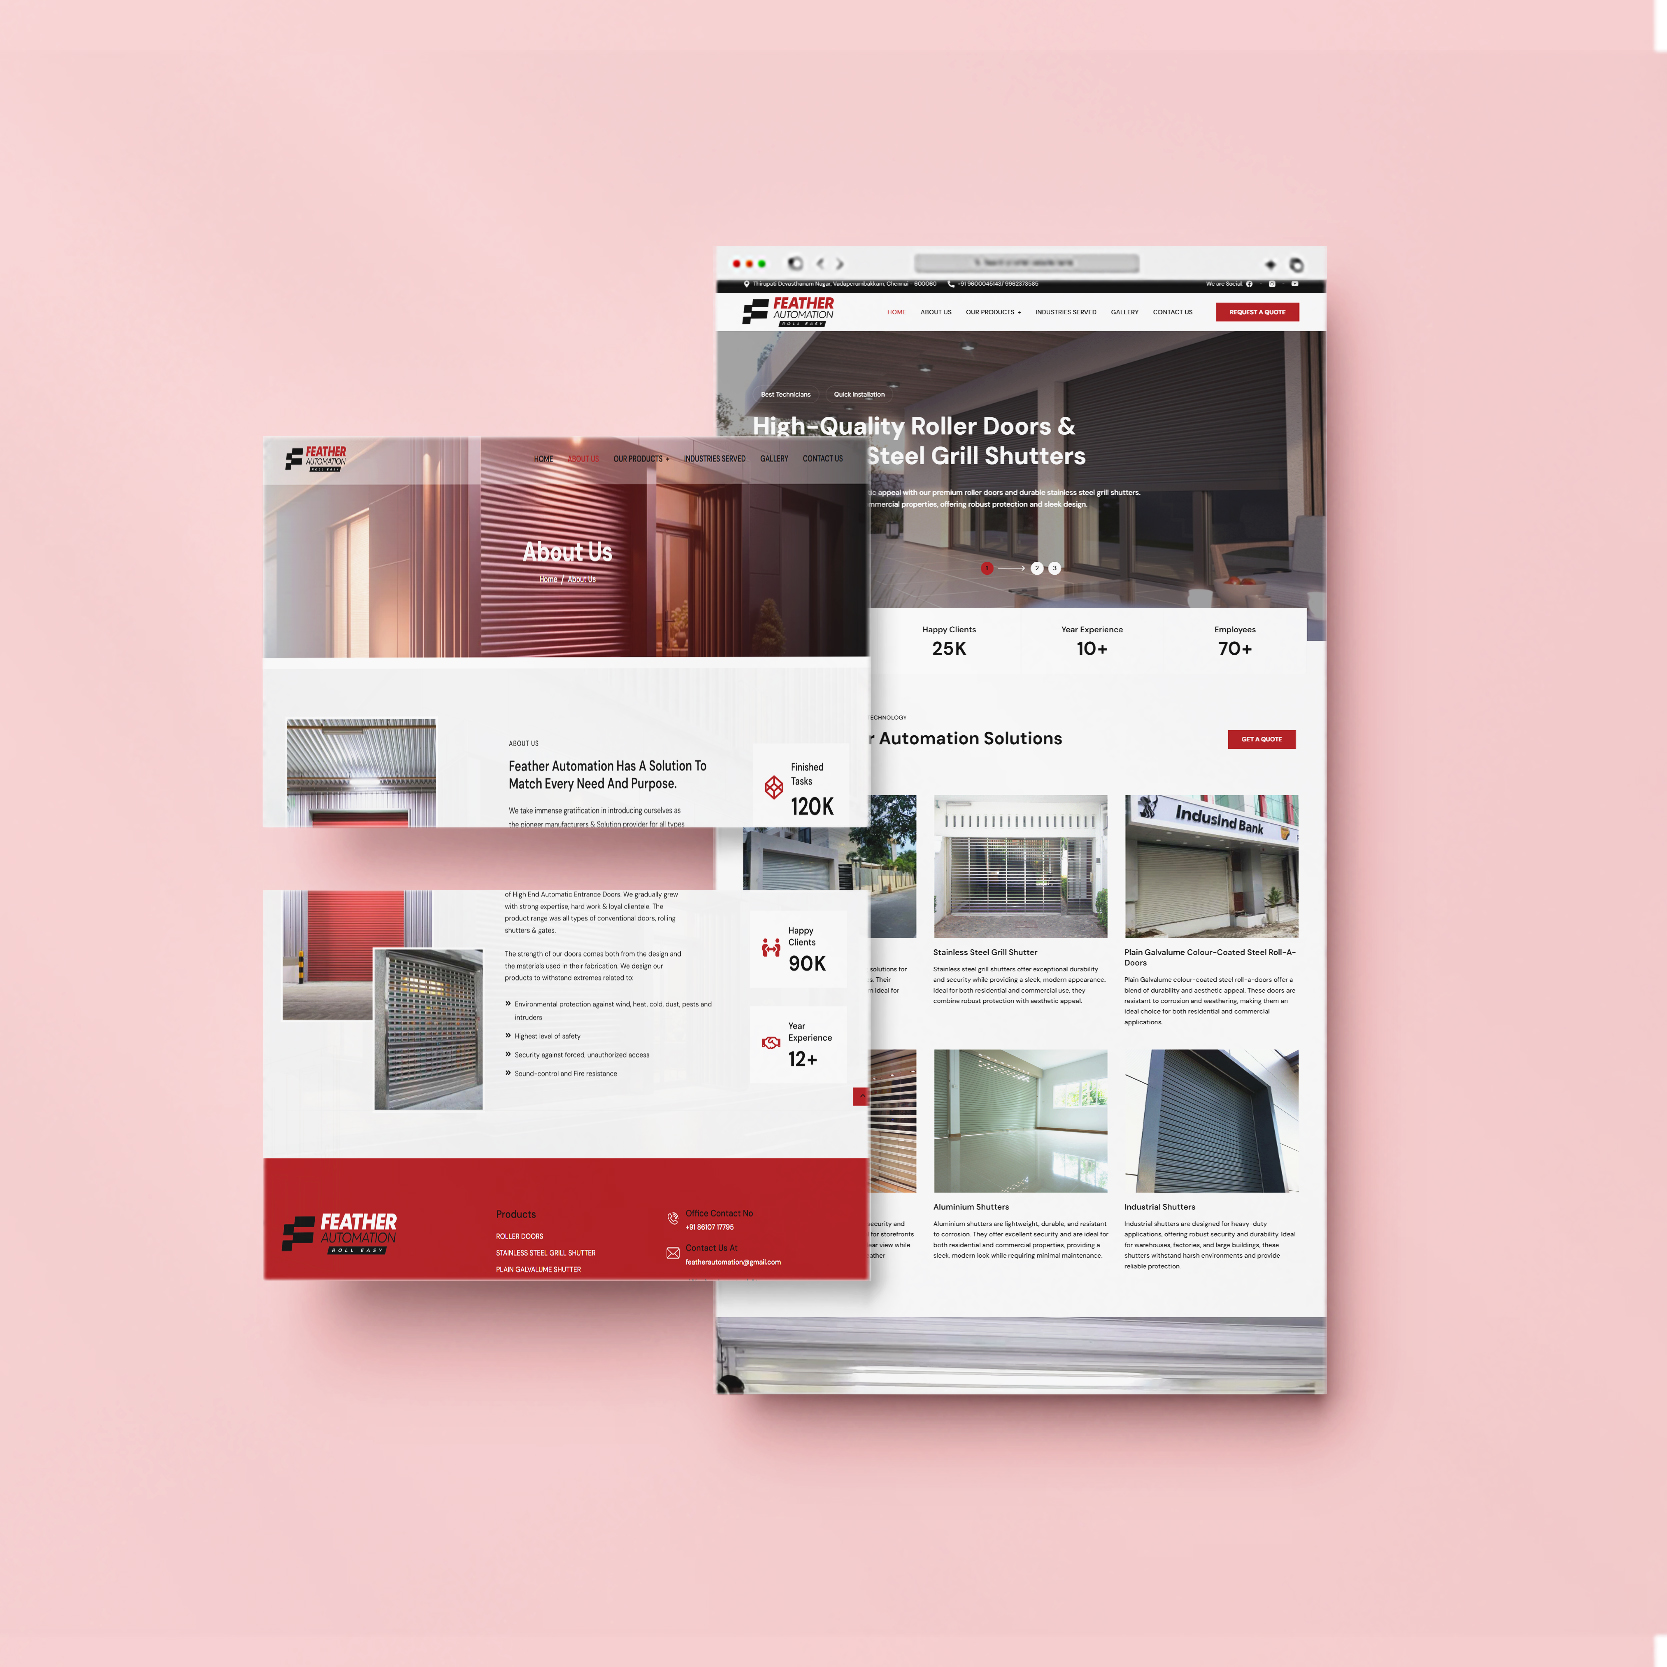 Thirupati Devasthanum Nagar, Vadaperumbakkam, Chennai - 600060
We are Social:
FEATHER
AUTOMATION
ROLL EASY
HOME
ABOUT US
OUR PRODUCTS +
INDUSTRIES SERVED
GALLERY
CONTACT US
REQUEST A QUOTE
Best Technicians
Quick Installation
High-Quality Roller Doors &
Steel Grill Shutters
appeal with our premium roller doors and durable stainless steel grill shutters.
properties, offering robust protection and sleek design.
1
2
3
Happy Clients
25K
Year Experience
10+
Employees
70+
Automation Solutions
GET A QUOTE
IndusInd Bank
solutions for
Their
ideal for
Stainless Steel Grill Shutter
Stainless steel grill shutters offer exceptional durability
and security while providing a sleek, modern appearance.
Ideal for both residential and commercial use, they
combine robust protection with aesthetic appeal.
Plain Galvalume Colour-Coated Steel Roll-A-
Doors
Plain Galvalume colour-coated steel roll-a-doors offer a
blend of durability and aesthetic appeal. These doors are
resistant to corrosion and weathering, making them an
ideal choice for both residential and commercial
applications.
and
for storefronts
view while
Aluminium Shutters
Aluminium shutters are lightweight, durable, and resistant
to corrosion. They offer excellent security and are ideal for
both residential and commercial properties, providing a
sleek, modern look while requiring minimal maintenance.
Industrial Shutters
Industrial shutters are designed for heavy-duty
applications, offering robust security and durability. Ideal
for warehouses, factories, and large buildings, these
shutters withstand harsh environments and provide
reliable protection.
FEATHER
AUTOMATION
ROLL EASY
HOME
ABOUT US
OUR PRODUCTS +
INDUSTRIES SERVED
GALLERY
CONTACT US
About Us
Home / About Us
ABOUT US
Feather Automation Has A Solution To
Match Every Need And Purpose.
We take immense gratification in introducing ourselves as
the pioneer manufacturers & Solution provider for all types
Finished
Tasks
120K
of High End Automatic Entrance Doors. We gradually grew
with strong expertise, hard work & loyal clientele. The
product range was all types of conventional doors, rolling
shutters & gates.
The strength of our doors comes both from the design and
the materials used in their fabrication. We design our
products to withstand extremes related to:
» Environmental protection against wind, heat, cold, dust, pests and
intruders
» Highest level of safety
» Security against forced, unauthorized access
» Sound-control and Fire resistance
Happy
Clients
90K
Year
Experience
12+
FEATHER
AUTOMATION
ROLL EASY
Products
ROLLER DOORS
STAINLESS STEEL GRILL SHUTTER
PLAIN GALVALUME SHUTTER
Office Contact No
+91 86107 17795
Contact Us At
featherautomation@gmail.com